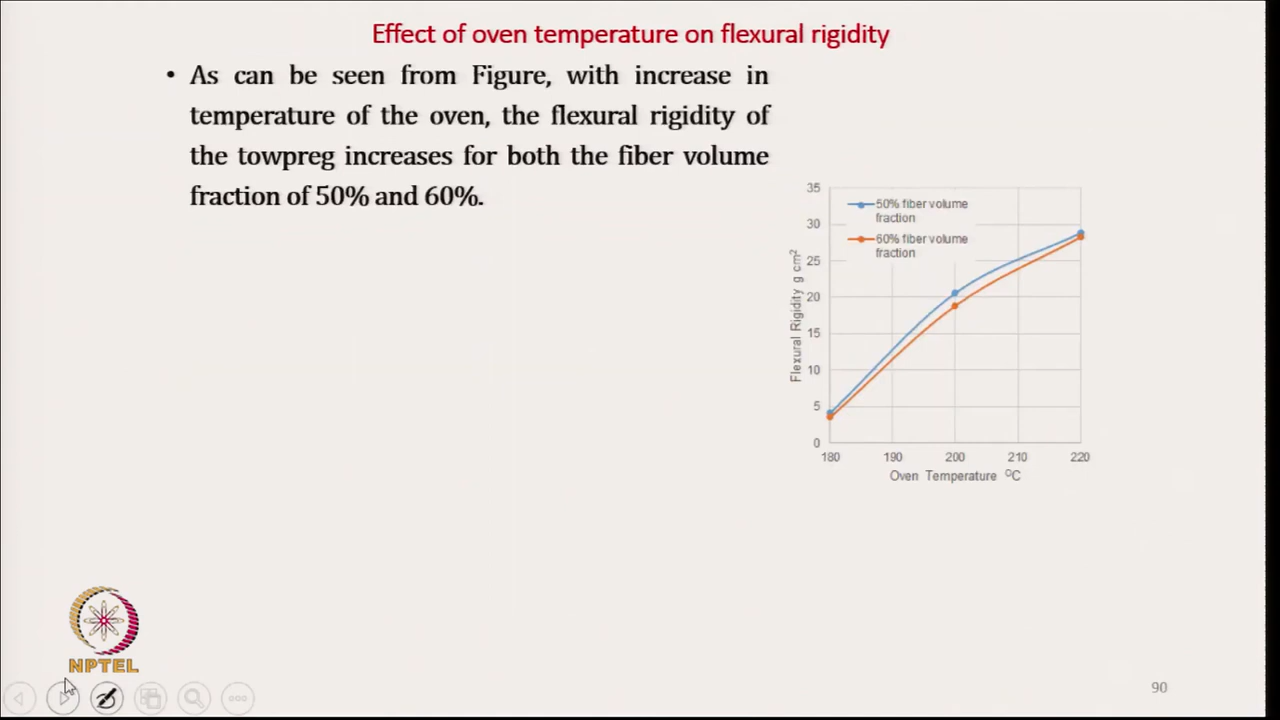 Effect of oven temperature on flexural rigidity
• As can be seen from Figure, with increase in
temperature of the oven, the flexural rigidity of
the towpreg increases for both the fiber volume
fraction of 50% and 60%.
35
30
25
20
15
10
5
0
Flexural Rigidity g cm²
50% fiber volume
fraction
60% fiber volume
fraction
180 190 200 210 220
Oven Temperature ᴼC
NPTEL
90